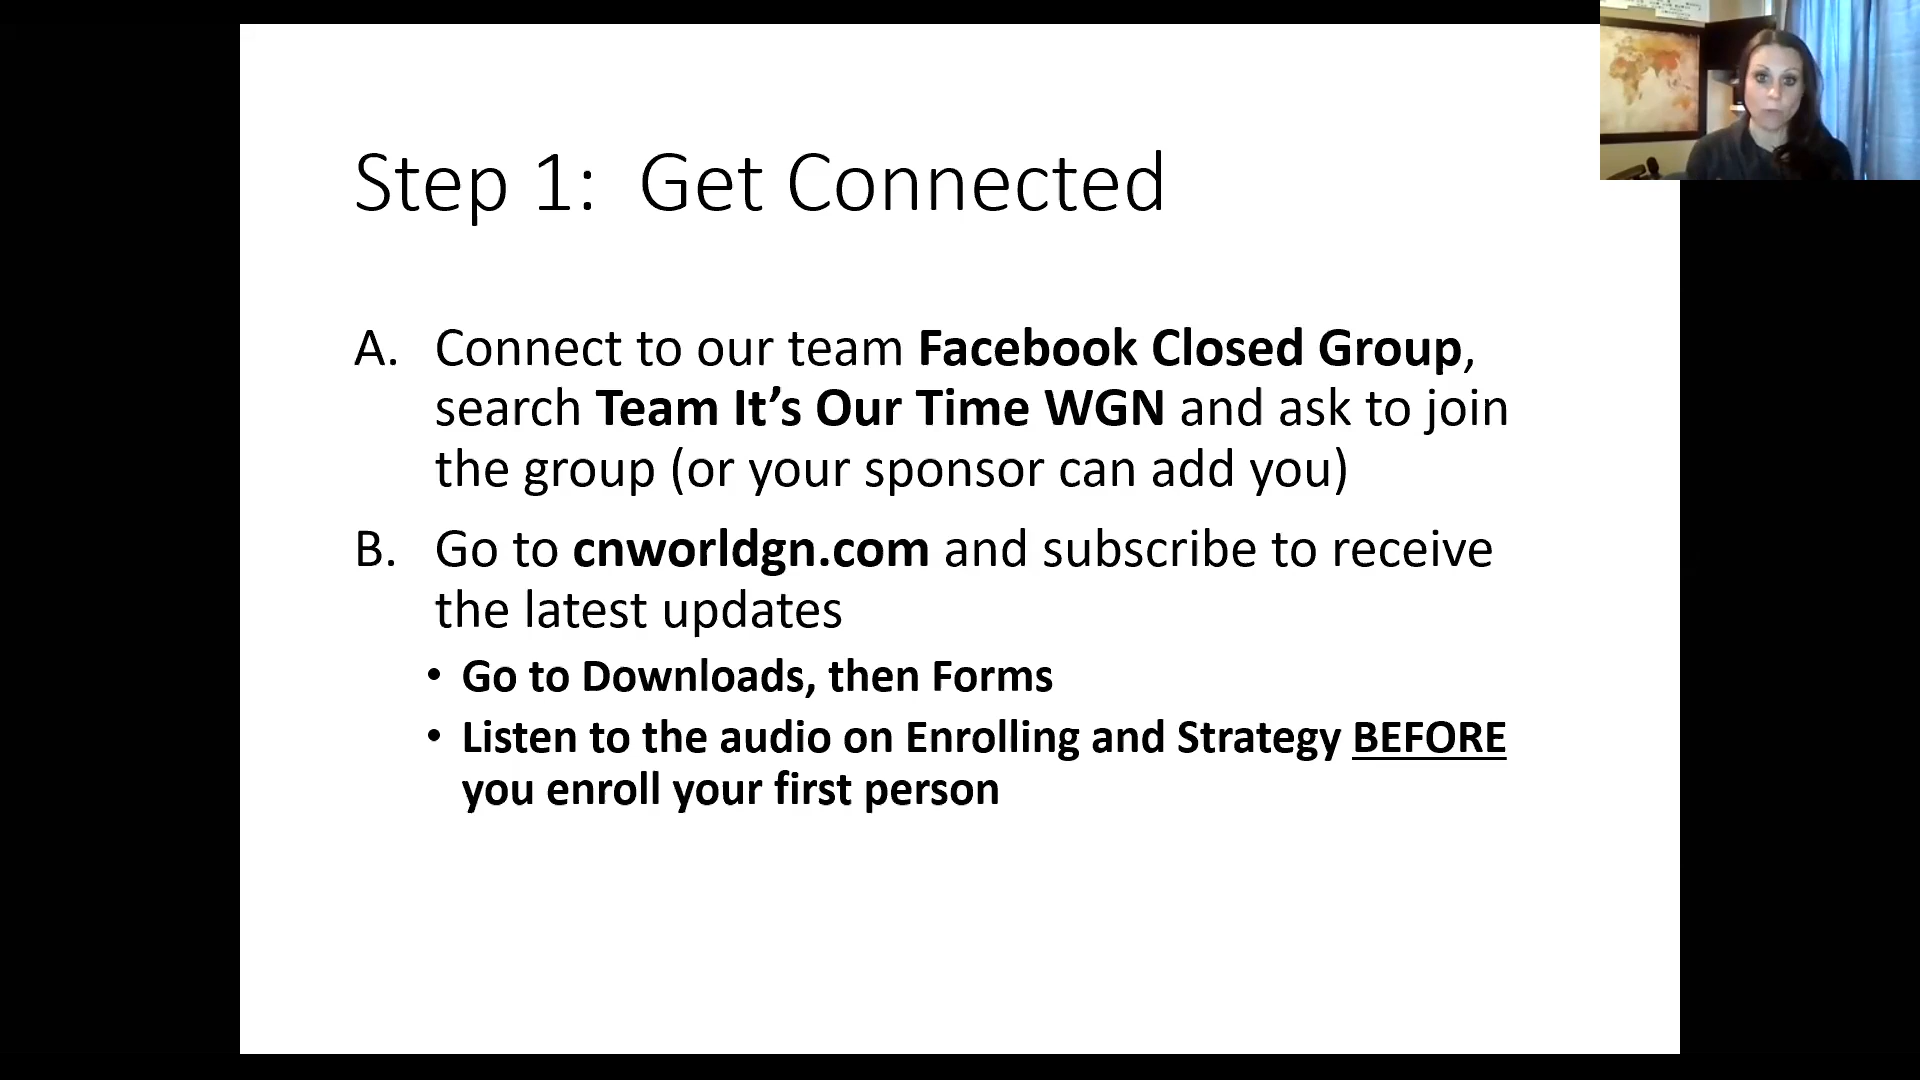 Step 1:  Get Connected
A. Connect to our team Facebook Closed Group,
search Team It’s Our Time WGN and ask to join
the group (or your sponsor can add you)
B. Go to cnworldgn.com and subscribe to receive
the latest updates
• Go to Downloads, then Forms
• Listen to the audio on Enrolling and Strategy BEFORE
you enroll your first person